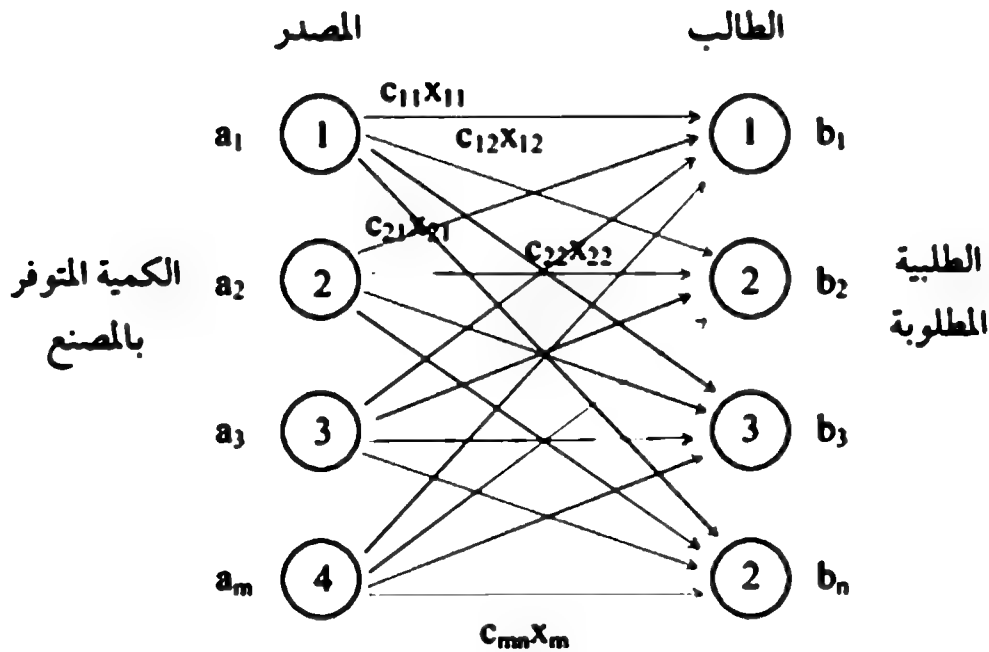 المصدر
الطالب
c11x11
a1 1 1 b1
c12x12
c21x21
c22x22
الكمية المتوفر
بالمصنع
a2 2 2 b2
الطلبية
المطلوبة
a3 3 3 b3
am 4 2 bn
cmnxm